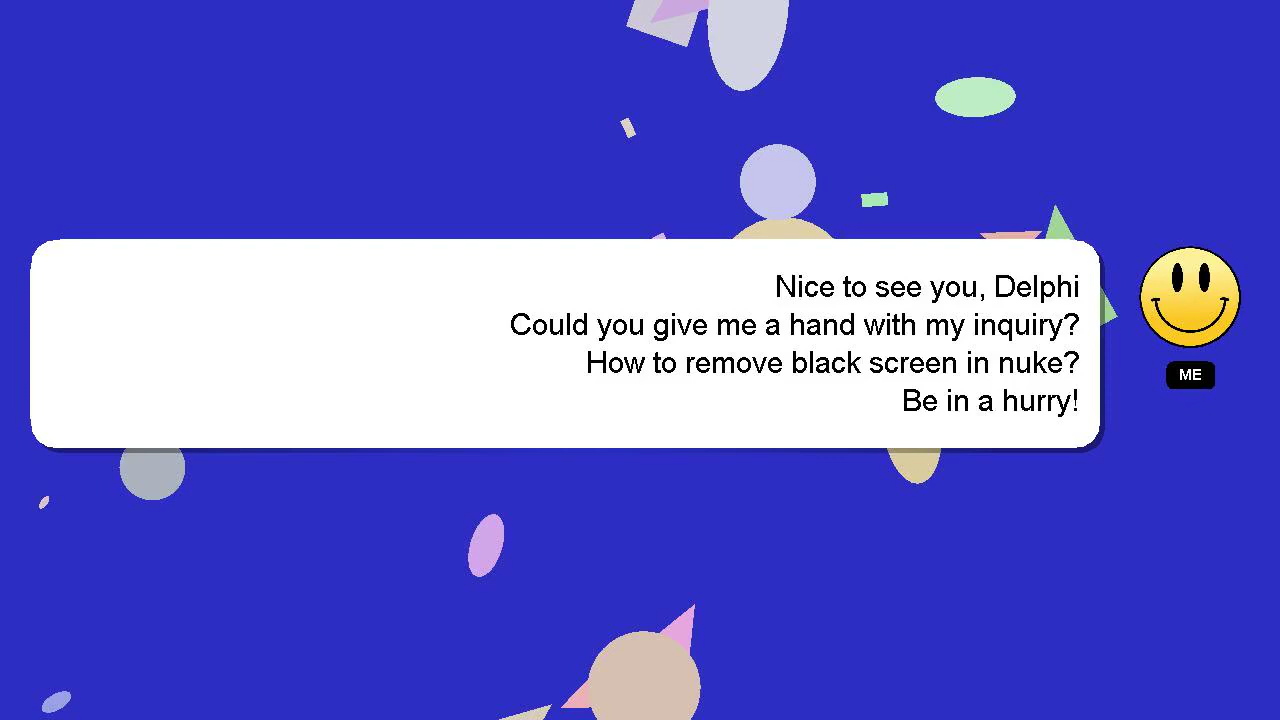 Nice to see you, Delphi
Could you give me a hand with my inquiry?
How to remove black screen in nuke?
Be in a hurry!
ME